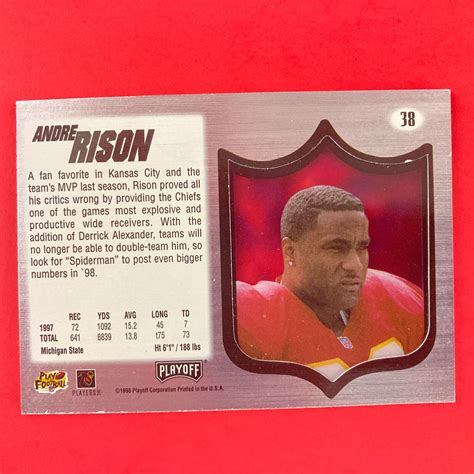 38
ANDRE
RISON
A fan favorite in Kansas City and the
team's MVP last season, Rison proved all
his critics wrong by providing the Chiefs
one of the games most explosive and
productive wide receivers. With the
addition of Derrick Alexander, teams will
no longer be able to double-team him, so
look for "Spiderman" to post even bigger
numbers in `98.
REC YDS AVG LONG TD
1997 72 1092 15.2 45 7
TOTAL 641 8839 13.8 175 73
Michigan State Ht 6'1" / 188 lbs
PLAY FOOTBALL
PLAYERS
PLAYOFF
©1998 Playoff Corporation Printed in the U.S.A.